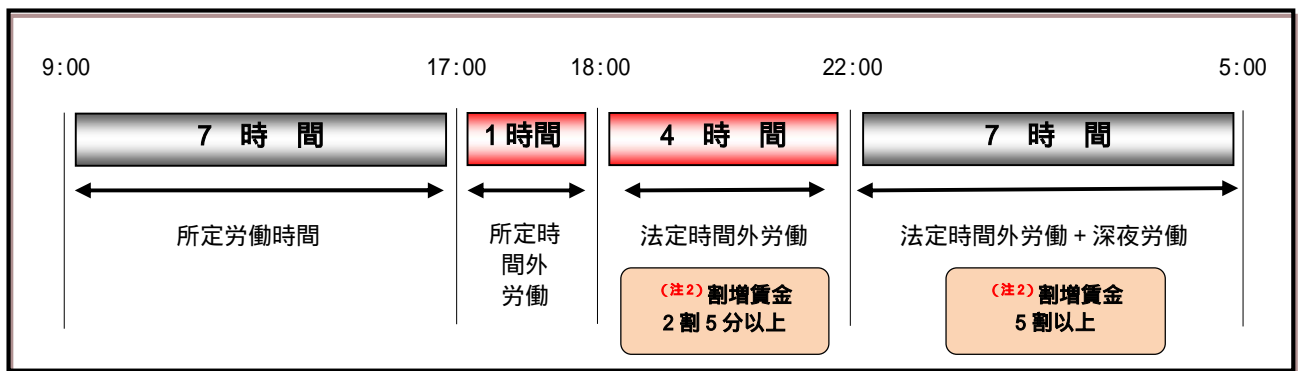 9:00 17:00 18:00 22:00 5:00
7 時 間 1時間 4 時 間 7 時 間
所定労働時間
所定時
間外
労働
法定時間外労働
(注2)割増賃金
2割5分以上
法定時間外労働+深夜労働
(注2)割増賃金
5割以上